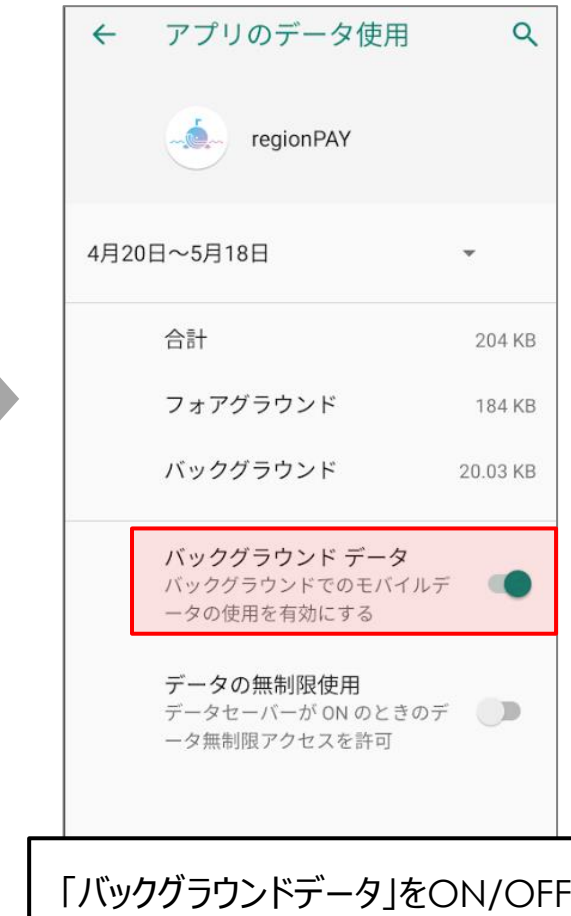 アプリのデータ使用
regionPAY
4月20日～5月18日
合計 204 KB
フォアグラウンド 184 KB
バックグラウンド 20.03 KB
バックグラウンド データ
バックグラウンドでのモバイルデ
ータの使用を有効にする
データの無制限使用
データセーバーが ON のときのデ
ータ無制限アクセスを許可
「バックグラウンドデータ」をON/OFF